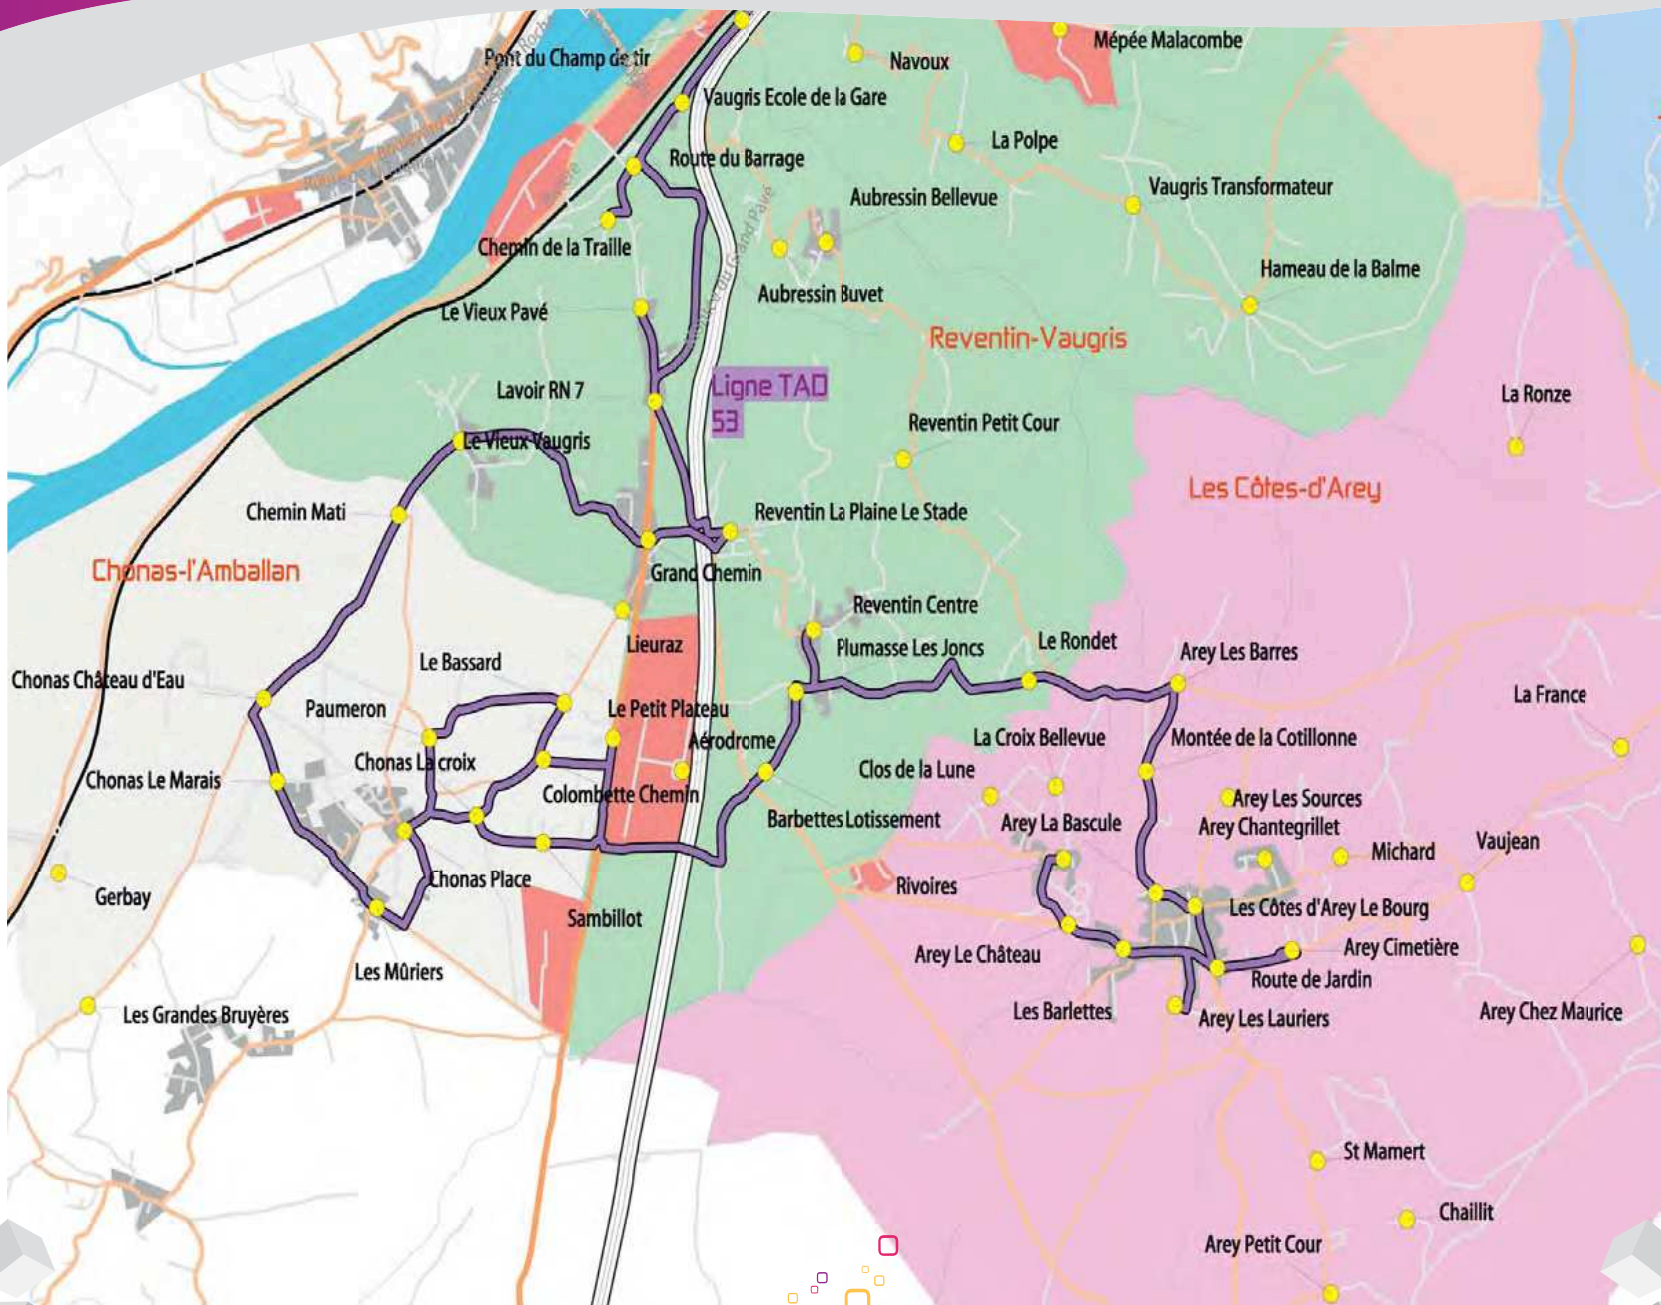 Pont du Champ de tir
Mépée Malacombe
Navoux
Vaugris Ecole de la Gare
La Polpe
Route du Barrage
Vaugris Transformateur
Aubressin Bellevue
Chemin de la Traille
Hameau de la Balme
Aubressin Buvet
Le Vieux Pavé
Reventin-Vaugris
Ligne TAD
53
Lavoir RN 7
La Ronze
Reventin Petit Cour
Le Vieux Vaugris
Les Côtes-d'Arey
Chemin Mati
Reventin La Plaine Le Stade
Chonas-l'Amballan
Grand Chemin
Reventin Centre
Lieuraz
Plumasse Les Joncs
Le Rondet
Arey Les Barres
Le Bassard
Chonas Château d'Eau
La France
Paumeron
Le Petit Plateau
Aérodrome
La Croix Bellevue
Montée de la Cotillonne
Chonas La croix
Clos de la Lune
Chonas Le Marais
Colombette Chemin
Arey Les Sources
Barbettes Lotissement
Arey La Bascule
Arey Chantegrillet
Vaujean
Michard
Chonas Place
Rivoires
Gerbay
Sambillot
Les Côtes d'Arey Le Bourg
Arey Le Château
Arey Cimetière
Les Mûriers
Route de Jardin
Les Grandes Bruyères
Les Barlettes
Arey Les Lauriers
Arey Chez Maurice
St Mamert
Chaillit
Arey Petit Cour